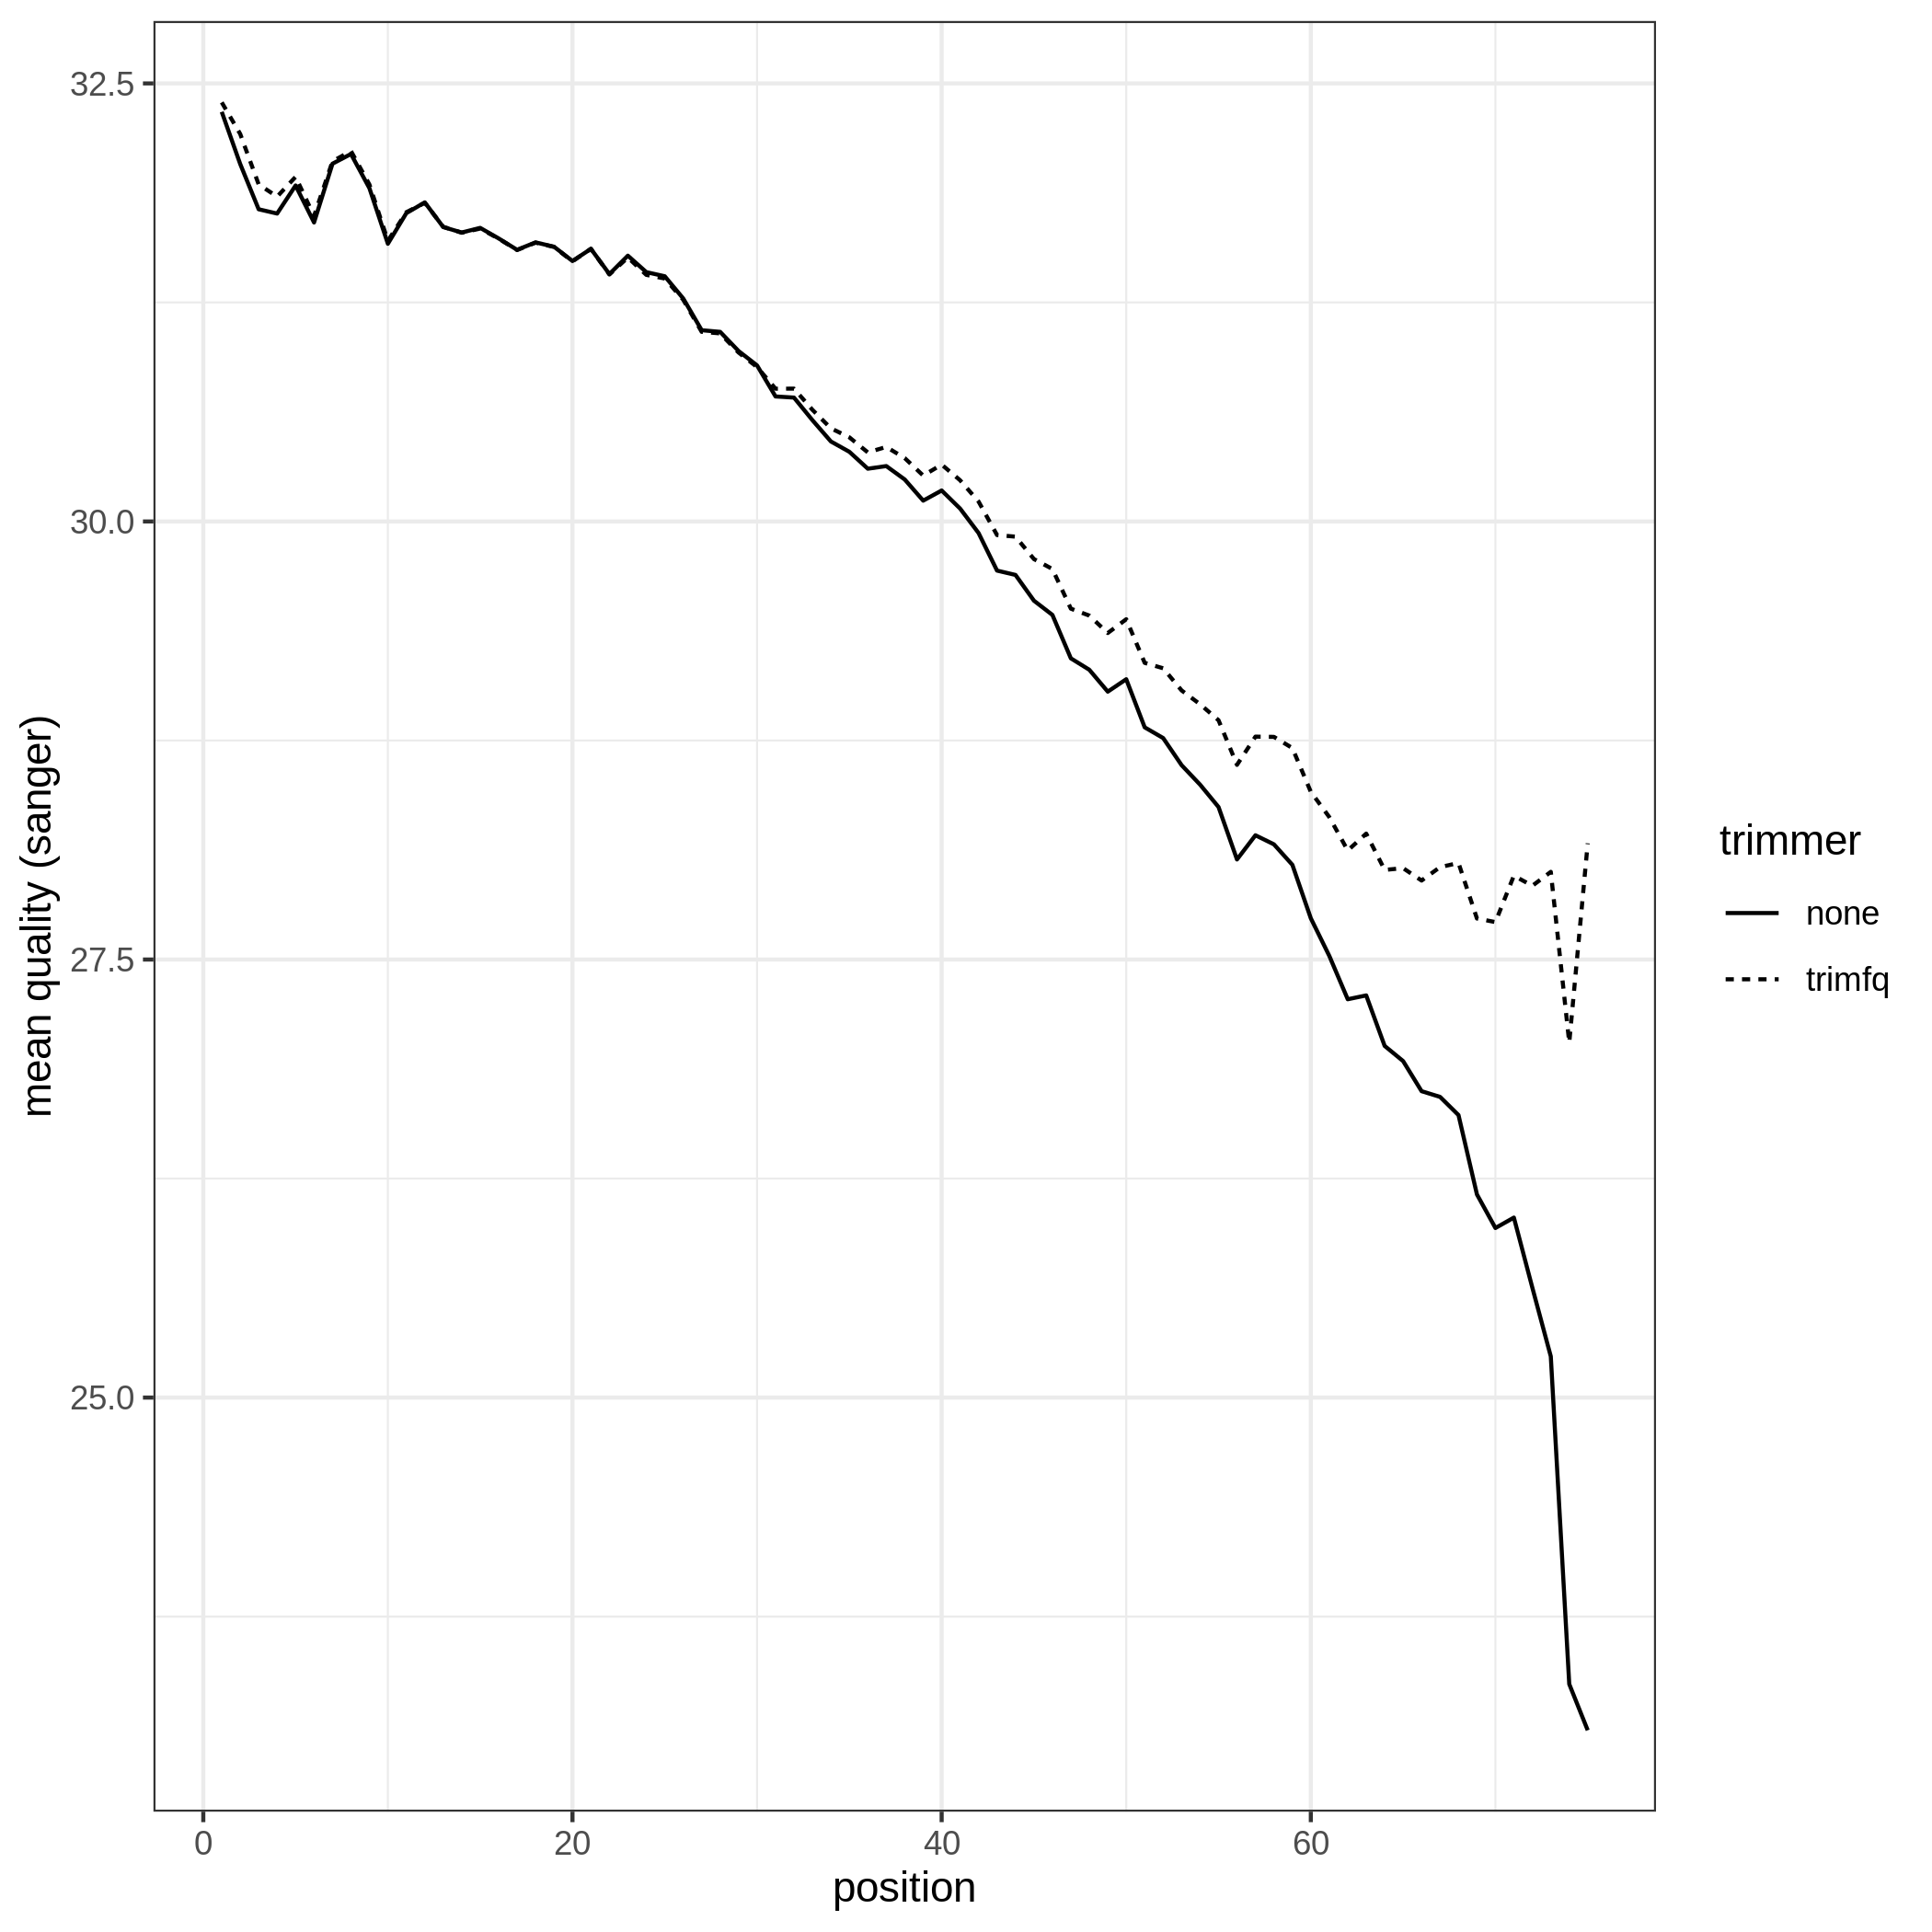 32.5
30.0
27.5
25.0
mean quality (sanger)
0 20 40 60
position
trimmer
none
trimfq